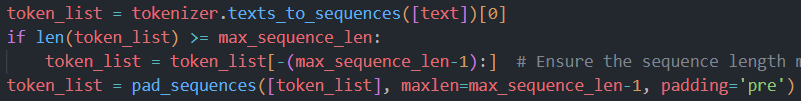 token_list = tokenizer.texts_to_sequences([text])[0]
if len(token_list) >= max_sequence_len:
    token_list = token_list[-(max_sequence_len-1):]  # Ensure the sequence length
token_list = pad_sequences([token_list], maxlen=max_sequence_len-1, padding='pre')